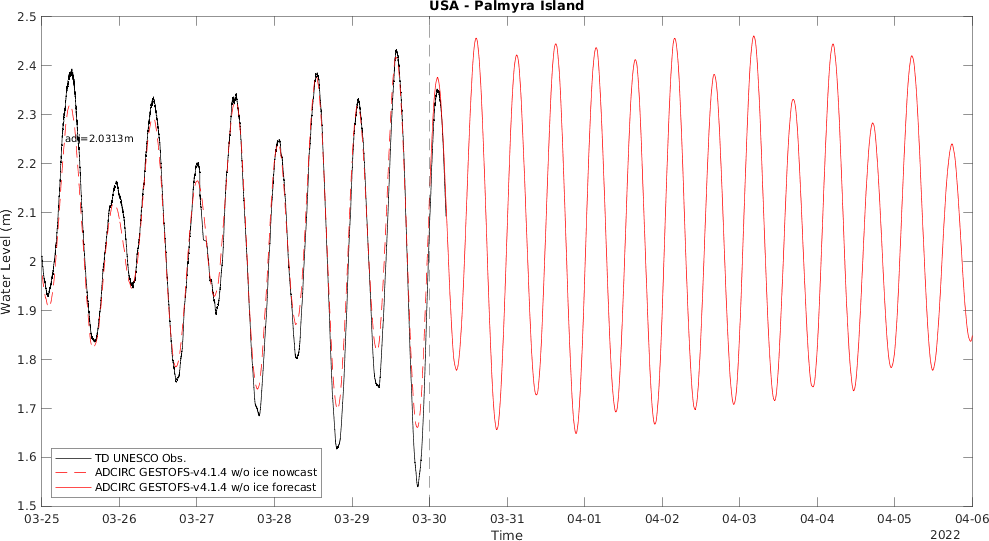 USA - Palmyra Island
2.5
2.4
2.3
2.2
2.1
2
1.9
1.8
1.7
1.6
1.5
Water Level (m)
adj=2.0313m
TD UNESCO Obs.
ADCIRC GESTOFS-v4.1.4 w/o ice nowcast
ADCIRC GESTOFS-v4.1.4 w/o ice forecast
03-25 03-26 03-27 03-28 03-29 03-30 03-31 04-01 04-02 04-03 04-04 04-05 04-06
Time
2022